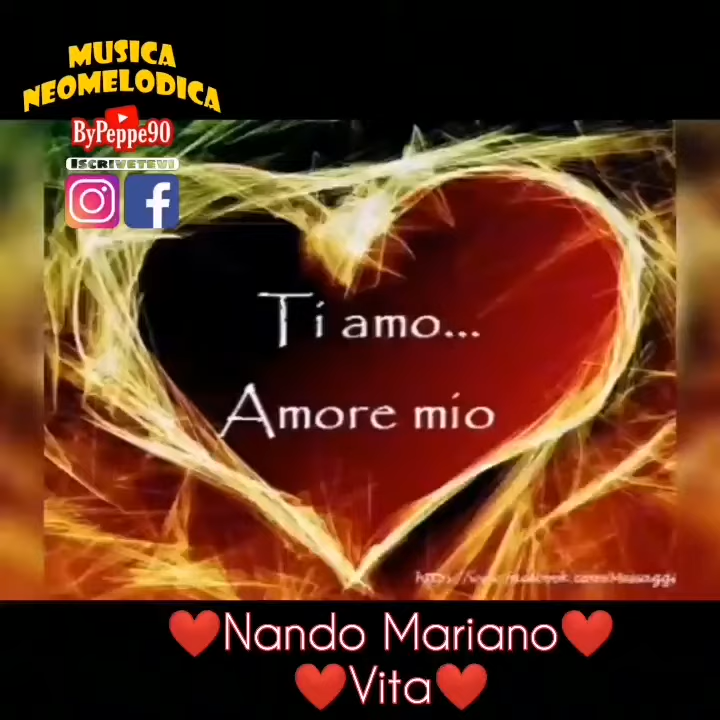 MUSICA
NEOMELODICA
ByPeppe90
ISCRIVETEVI
Ti amo...
Amore mio
❤️Nando Mariano❤️
❤️Vita❤️